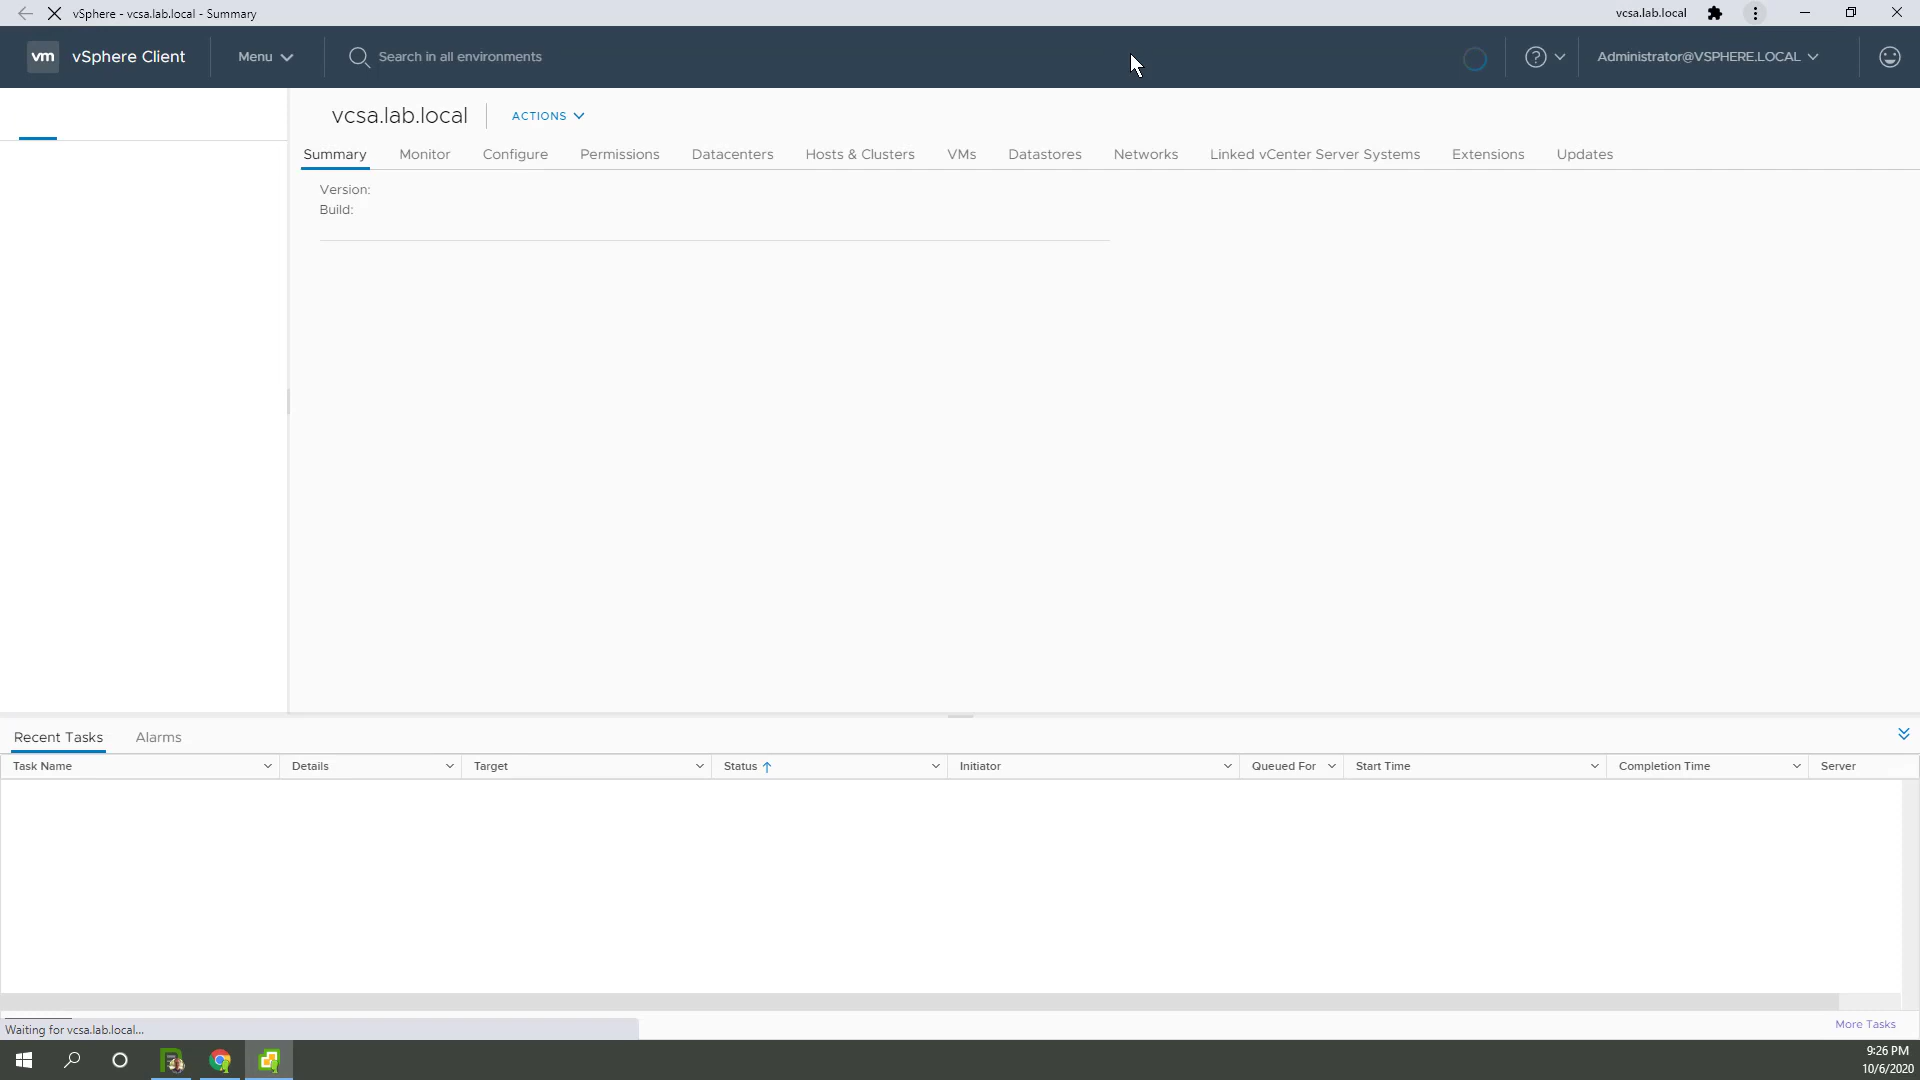 vSphere - vcsa.lab.local - Summary
vcsa.lab.local
vm vSphere Client
Menu
Search in all environments
Administrator@VSPHERE.LOCAL
vcsa.lab.local
ACTIONS
Summary Monitor Configure Permissions Datacenters Hosts & Clusters VMs Datastores Networks Linked vCenter Server Systems Extensions Updates
Version:
Build:
Recent Tasks Alarms
Task Name Details Target Status Initiator Queued For Start Time Completion Time Server
More Tasks
Waiting for vcsa.lab.local...
9:26 PM
10/6/2020